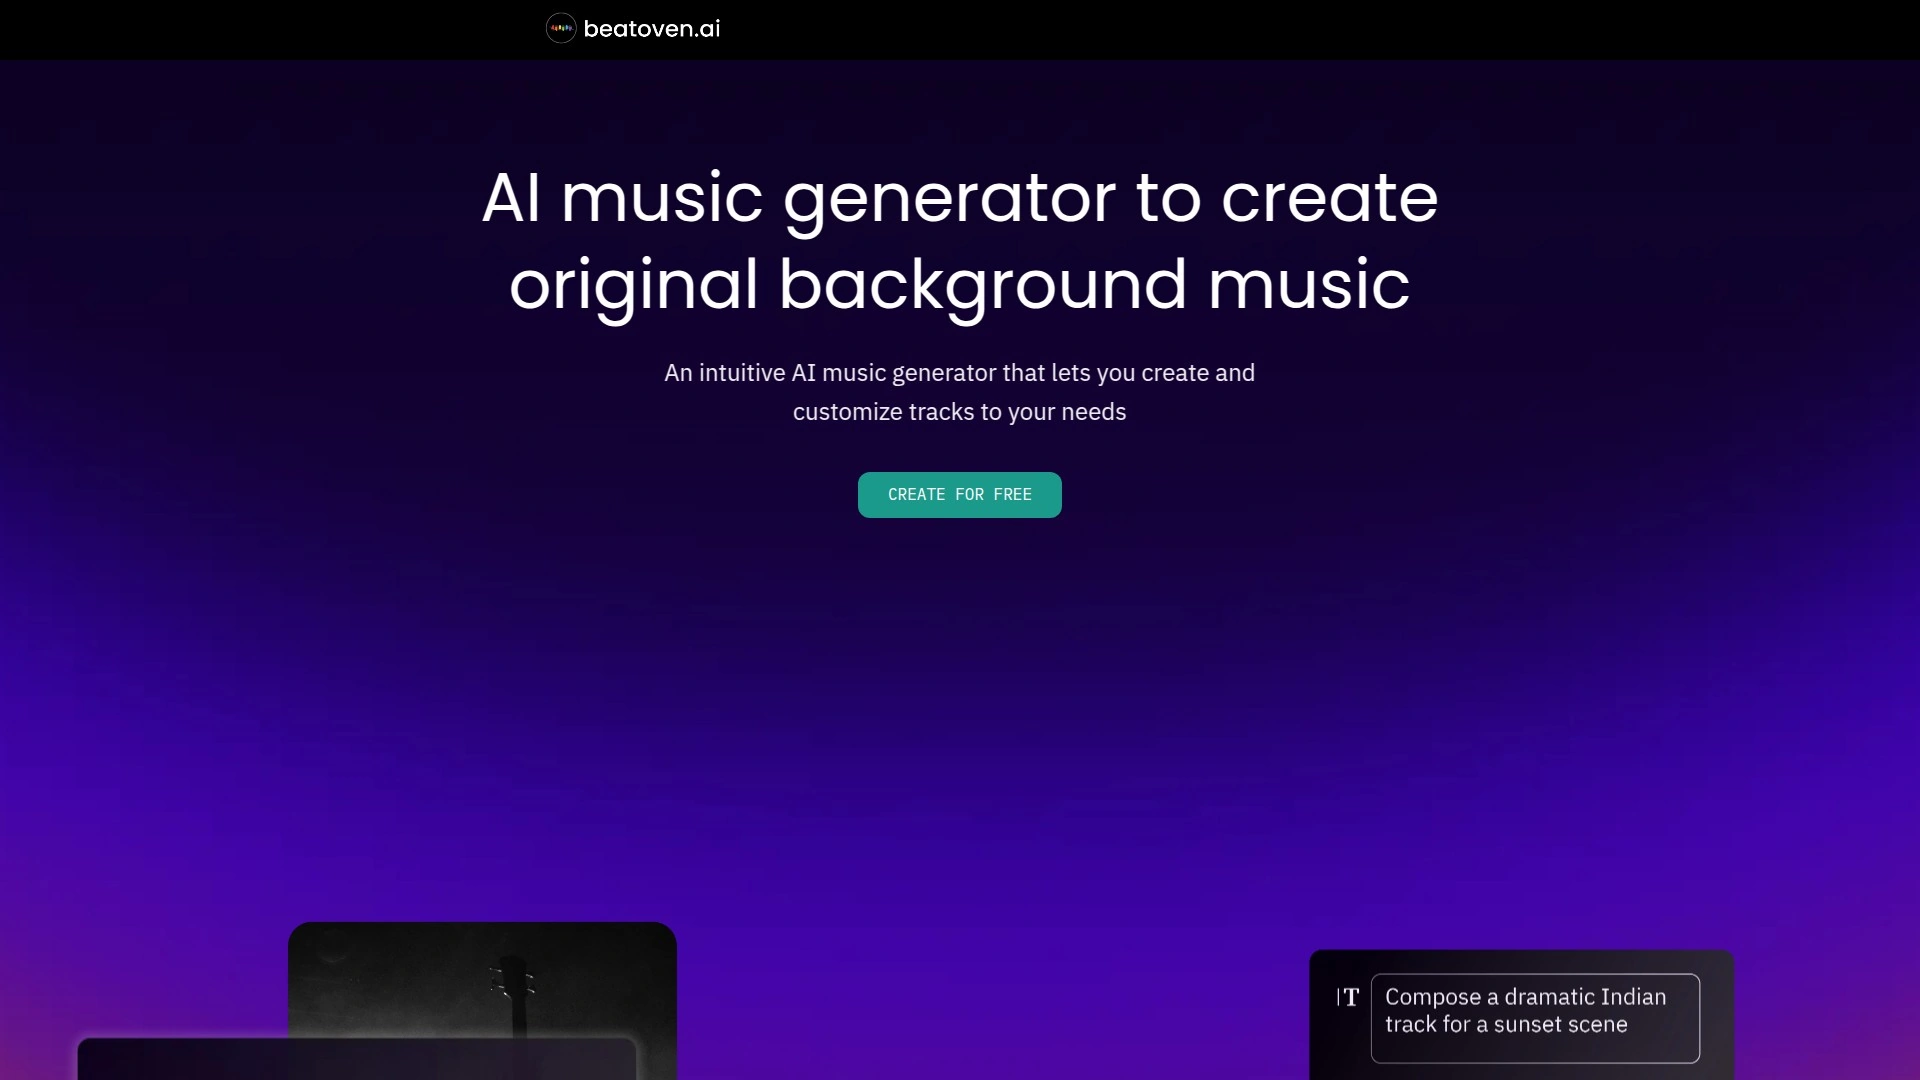 beatoven.ai
AI music generator to create
original background music
An intuitive AI music generator that lets you create and
customize tracks to your needs
CREATE FOR FREE
T
Compose a dramatic Indian
track for a sunset scene